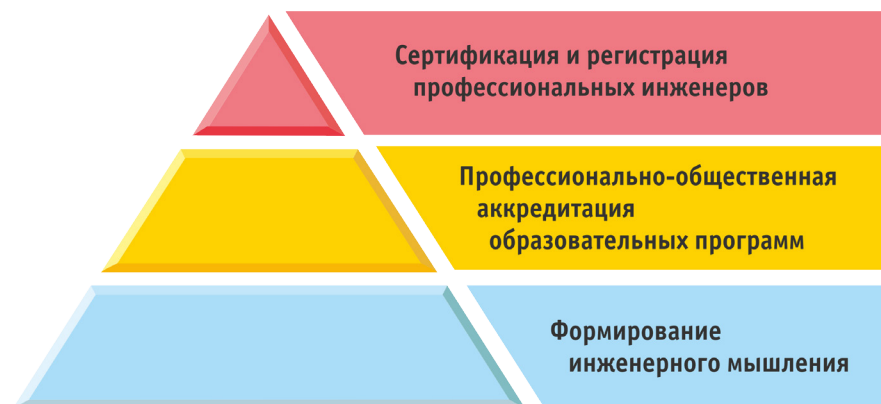 Сертификация и регистрация
профессиональных инженеров
Профессионально-общественная
аккредитация
образовательных программ
Формирование
инженерного мышления